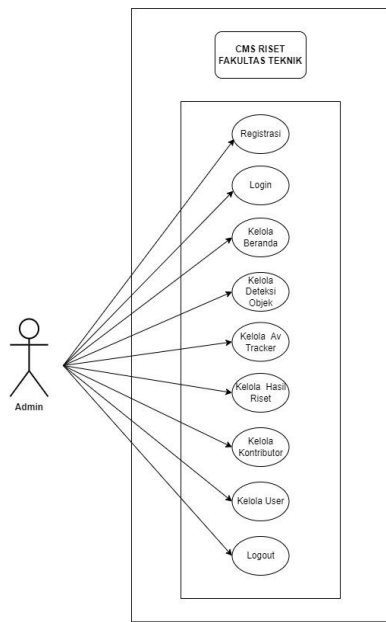 CMS RISET
FAKULTAS TEKNIK
Registrasi
Login
Kelola
Beranda
Kelola
Deteksi
Objek
Kelola Av
Tracker
Kelola Hasil
Riset
Kelola
Kontributor
Kelola User
Logout
Admin